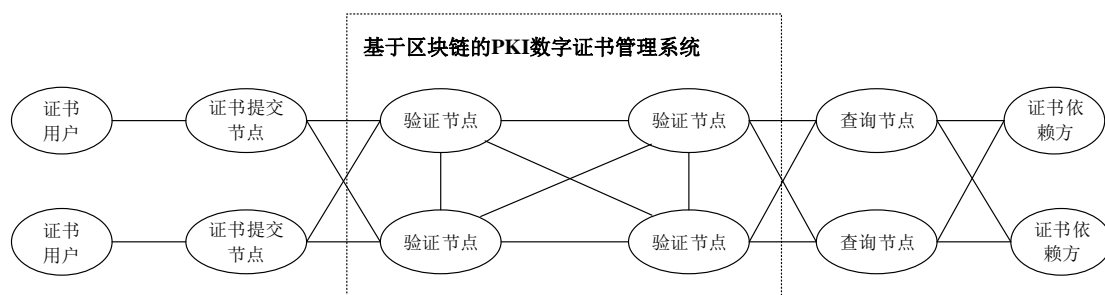 基于区块链的PKI数字证书管理系统
证书
用户
证书提交
节点
验证节点
验证节点
查询节点
证书依
赖方
证书
用户
证书提交
节点
验证节点
验证节点
查询节点
证书依
赖方